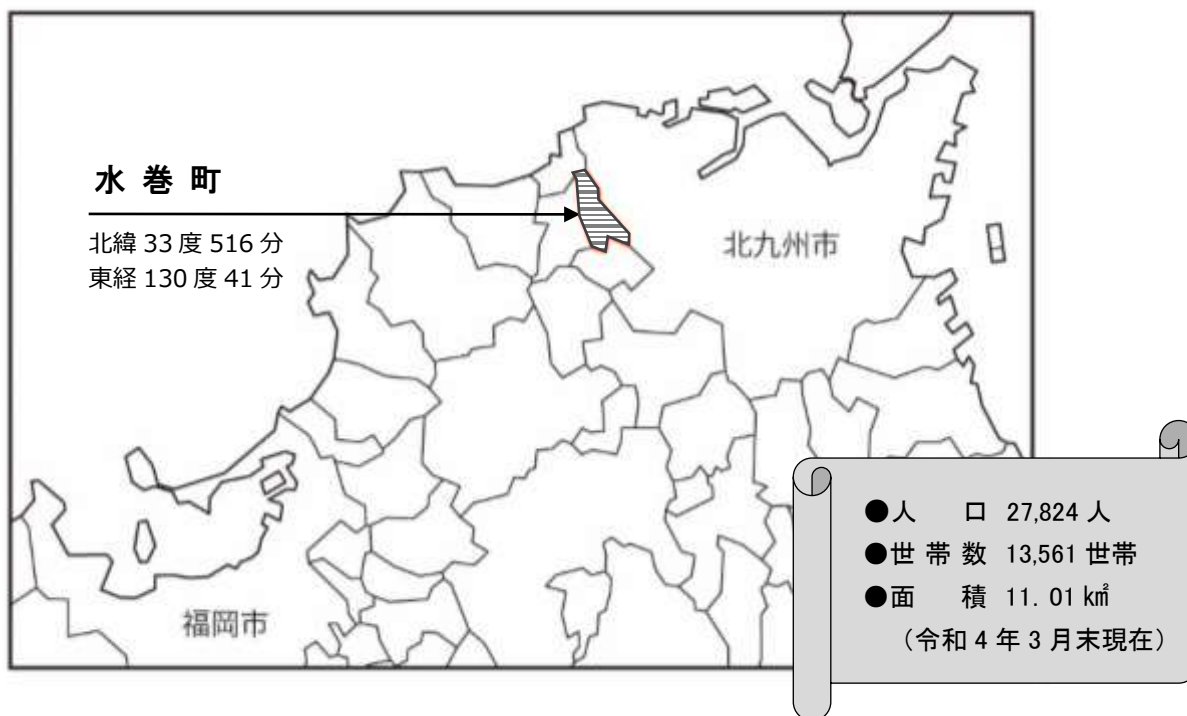 水巻町
北緯 33 度 516 分
東経 130 度 41 分
北九州市
福岡市
●人　口 27,824 人
●世帯数 13,561 世帯
●面　積 11.01 ㎢
（令和 4 年 3 月末現在）